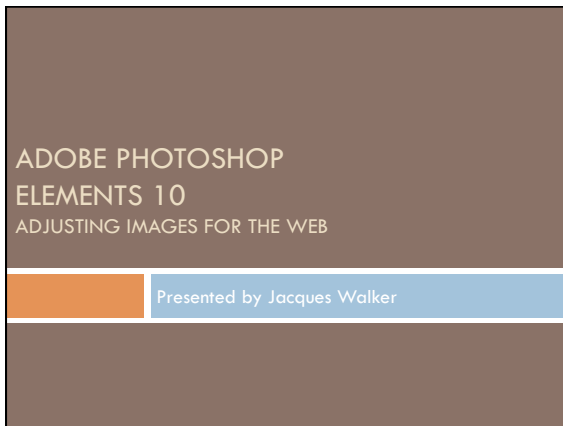 ADOBE PHOTOSHOP
ELEMENTS 10
ADJUSTING IMAGES FOR THE WEB
Presented by Jacques Walker